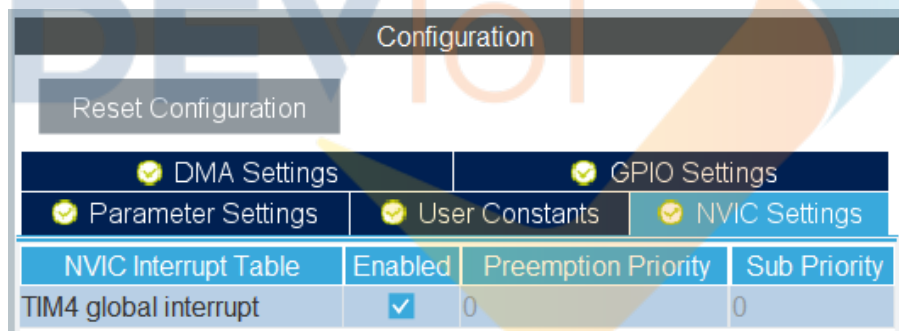 DEVIOT
Configuration
Reset Configuration
DMA Settings GPIO Settings
Parameter Settings User Constants NVIC Settings
NVIC Interrupt Table Enabled Preemption Priority Sub Priority
TIM4 global interrupt 0 0